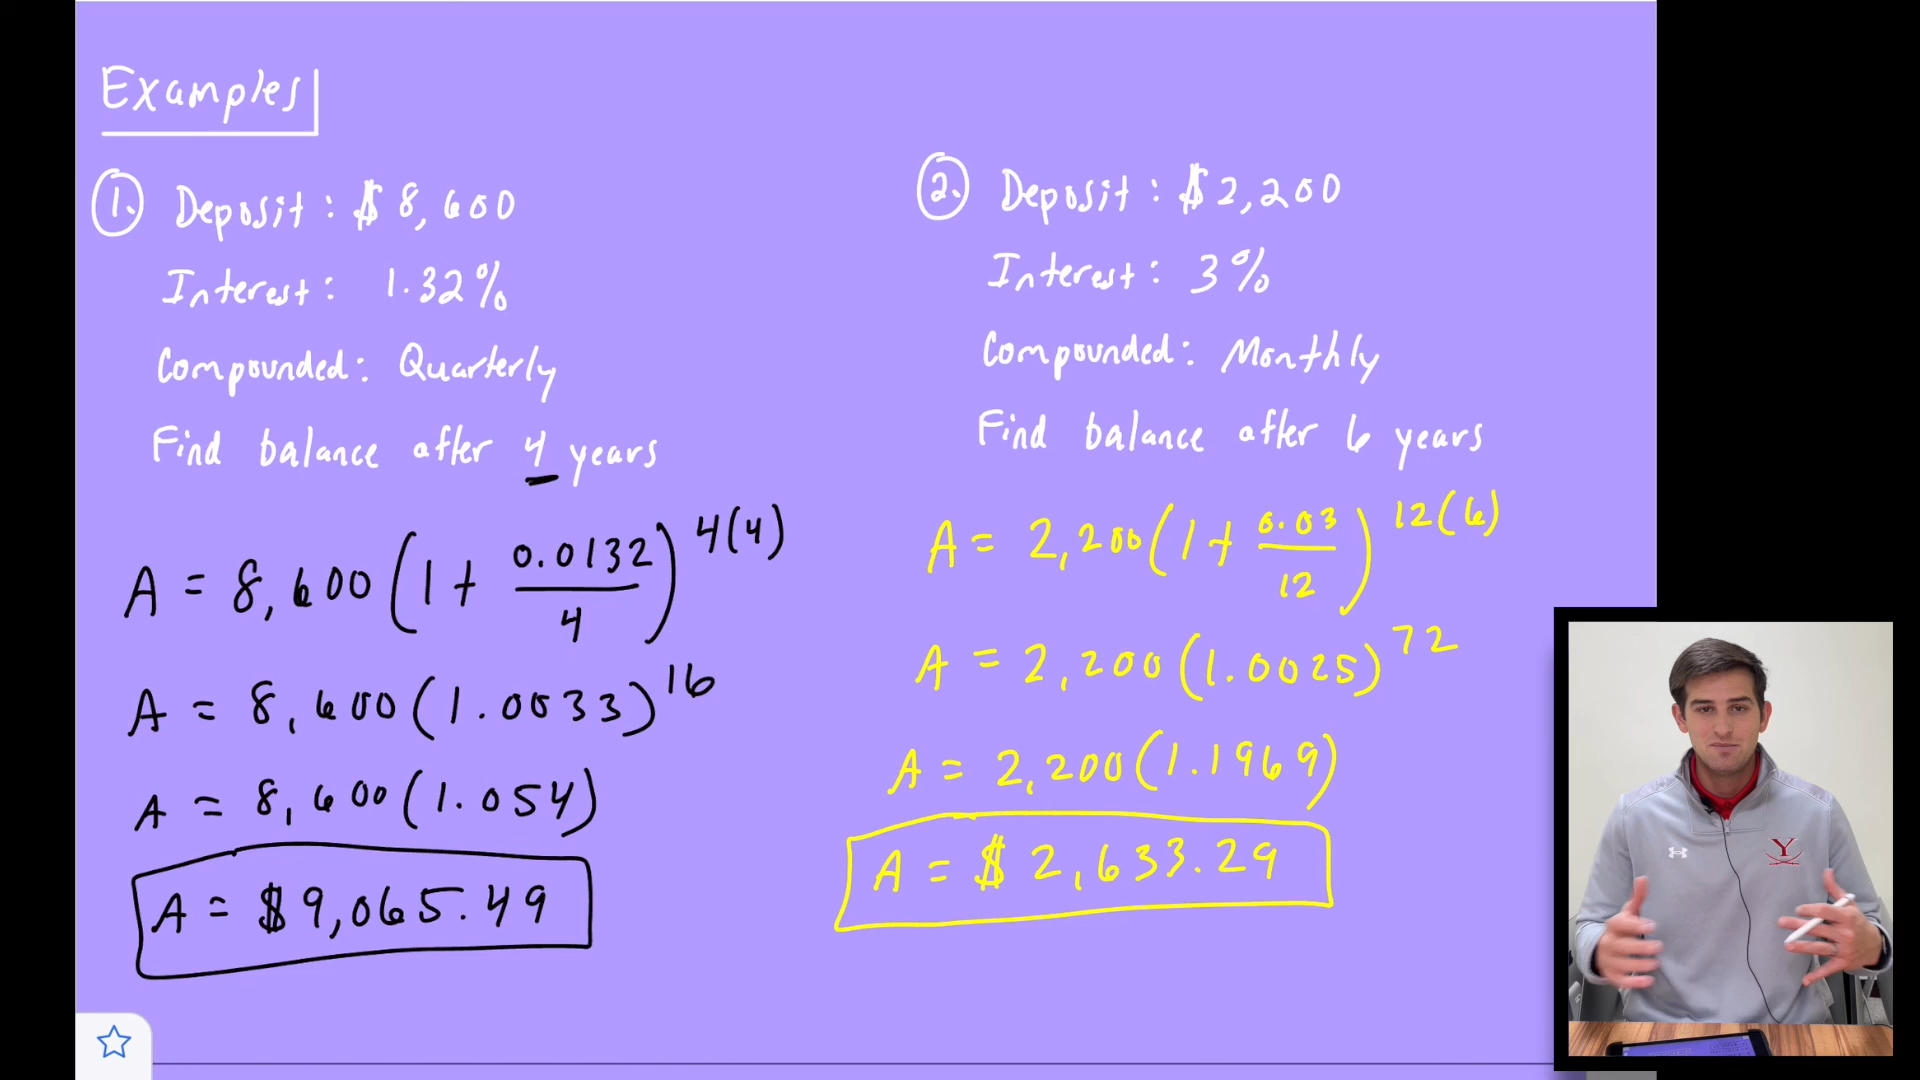 Examples
1. Deposit: $8,600
Interest: 1.32%
Compounded: Quarterly
Find balance after 4 years
A = 8,600(1+ 0.0132/4)^4(4)
A = 8,600(1.0033)^16
A = 8,600(1.054)
A = $9,065.49
2. Deposit: $2,200
Interest: 3%
Compounded: Monthly
Find balance after 6 years
A = 2,200(1+ 0.03/12)^12(6)
A = 2,200(1.0025)^72
A = 2,200(1.1969)
A = $2,633.29
Y